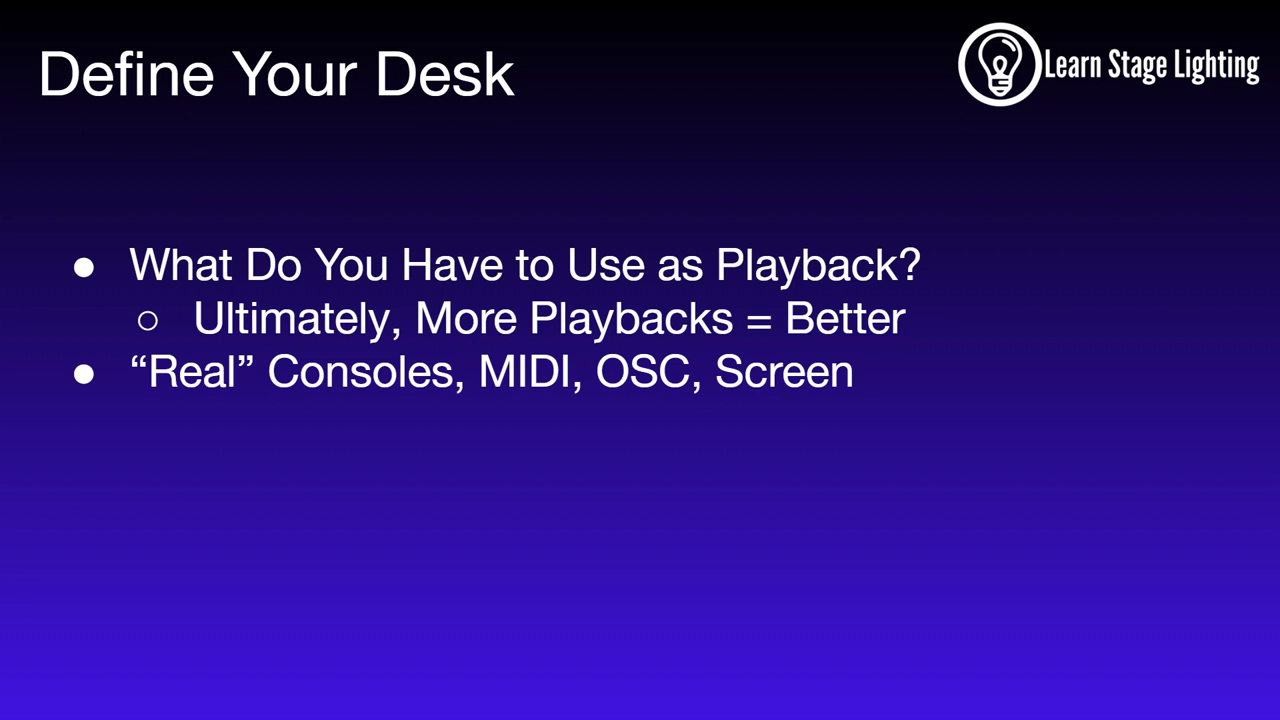 Define Your Desk
Learn Stage Lighting
● What Do You Have to Use as Playback?
○ Ultimately, More Playbacks = Better
● “Real” Consoles, MIDI, OSC, Screen